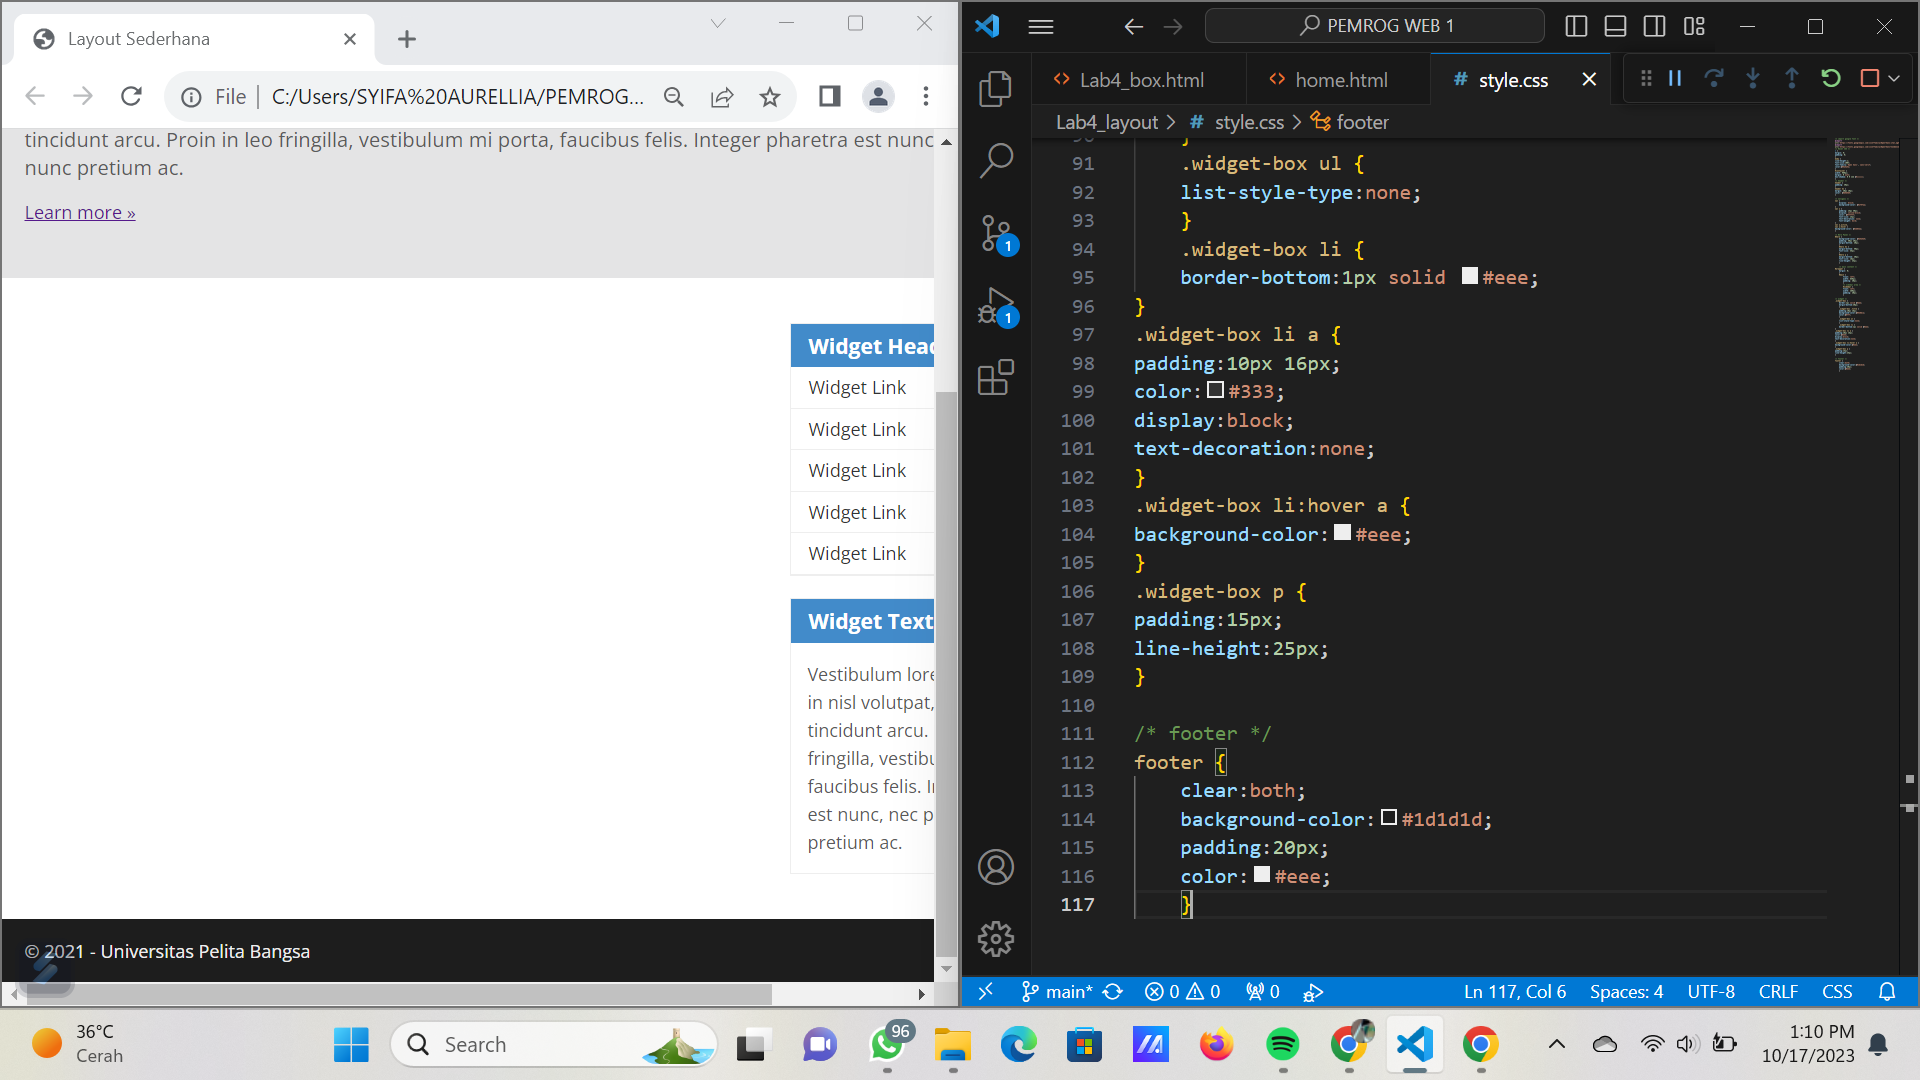 Layout Sederhana
File
C:/Users/SYIFA%20AURELLIA/PEMROG...
tincidunt arcu. Proin in leo fringilla, vestibulum mi porta, faucibus felis. Integer pharetra est nunc
nunc pretium ac.
Learn more »
Widget Head
Widget Link
Widget Link
Widget Link
Widget Link
Widget Link
Widget Text
Vestibulum lore
in nisl volutpat,
tincidunt arcu.
fringilla, vestibu
faucibus felis. I
est nunc, nec p
pretium ac.
© 2021 - Universitas Pelita Bangsa
PEMROG WEB 1
Lab4_box.html
home.html
# style.css
Lab4_layout > # style.css > footer
90 }
91 .widget-box ul {
92 list-style-type:none;
93 }
94 .widget-box li {
95 border-bottom:1px solid #eee;
96 }
97 .widget-box li a {
98 padding:10px 16px;
99 color:#333;
100 display:block;
101 text-decoration:none;
102 }
103 .widget-box li:hover a {
104 background-color:#eee;
105 }
106 .widget-box p {
107 padding:15px;
108 line-height:25px;
109 }
110
111 /* footer */
112 footer {
113 clear:both;
114 background-color:#1d1d1d;
115 padding:20px;
116 color:#eee;
117 }
1
1
main* 0 0 0
Ln 117, Col 6 Spaces: 4 UTF-8 CRLF CSS
36°C
Cerah
Search
96
1:10 PM
10/17/2023